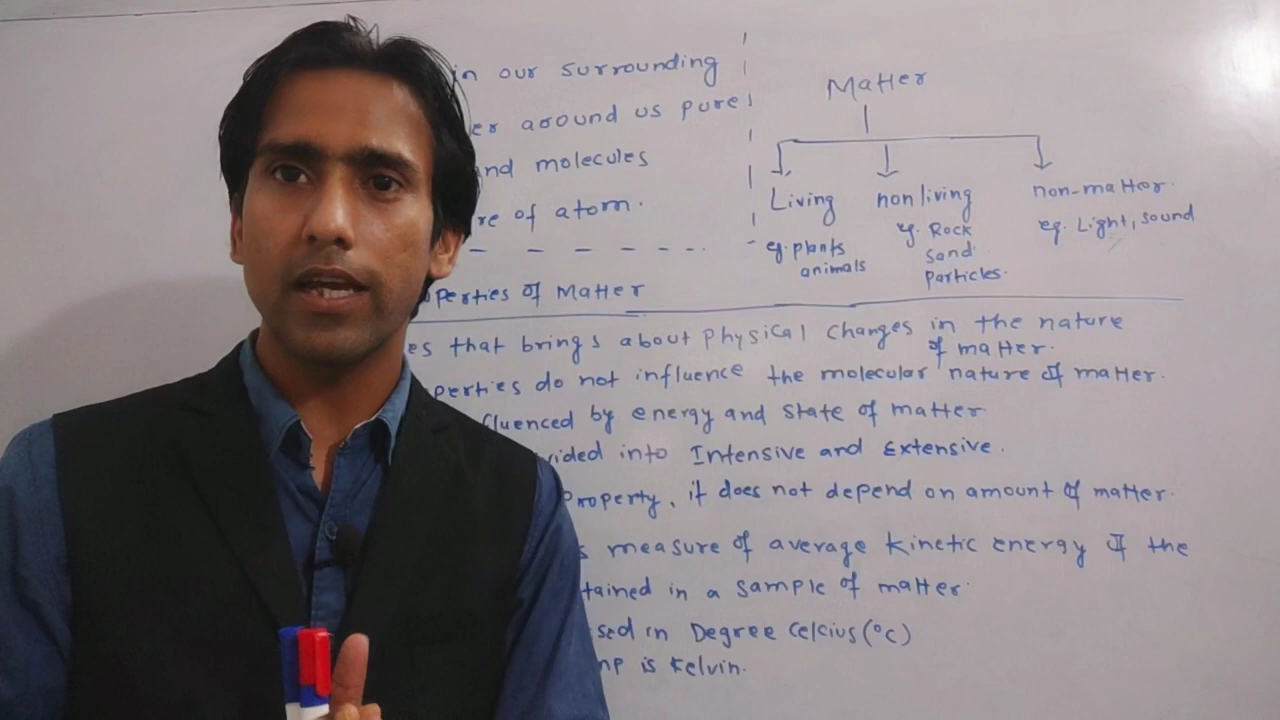 in our surrounding
er around us pure
nd molecules
re of atom.
operties of Matter
Matter
Living
eg. plants
animals
non living
eg. Rock
Sand
Particles.
non-matter.
eg. Light, sound
es that brings about physical changes in the nature
of matter.
perties do not influence the molecular nature of matter.
fluenced by energy and state of matter
vided into Intensive and Extensive.
Property, it does not depend on amount of matter.
s measure of average kinetic energy of the
tained in a sample of matter.
sed in Degree Celcius (°c)
mp is Kelvin.